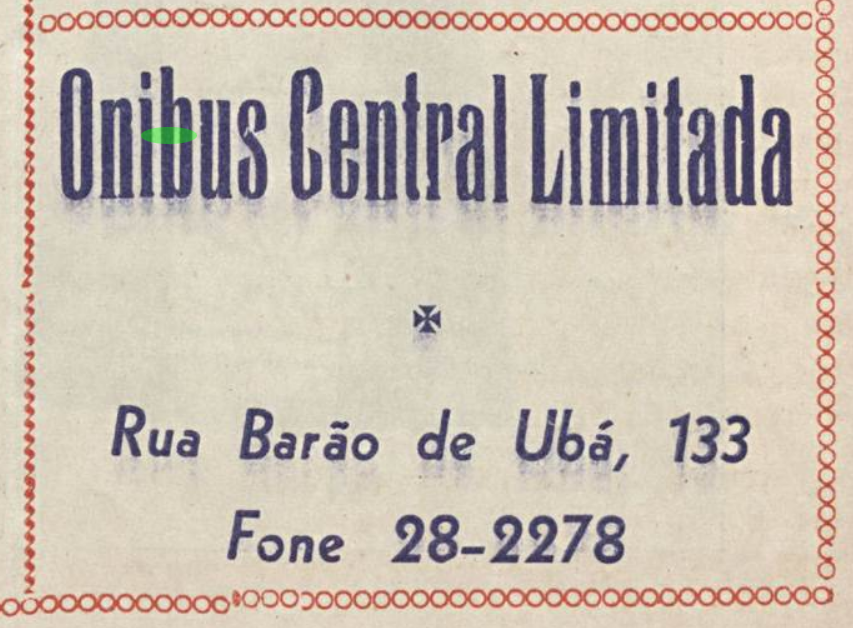 Onibus Central Limitada
Rua Barão de Ubá, 133
Fone 28-2278